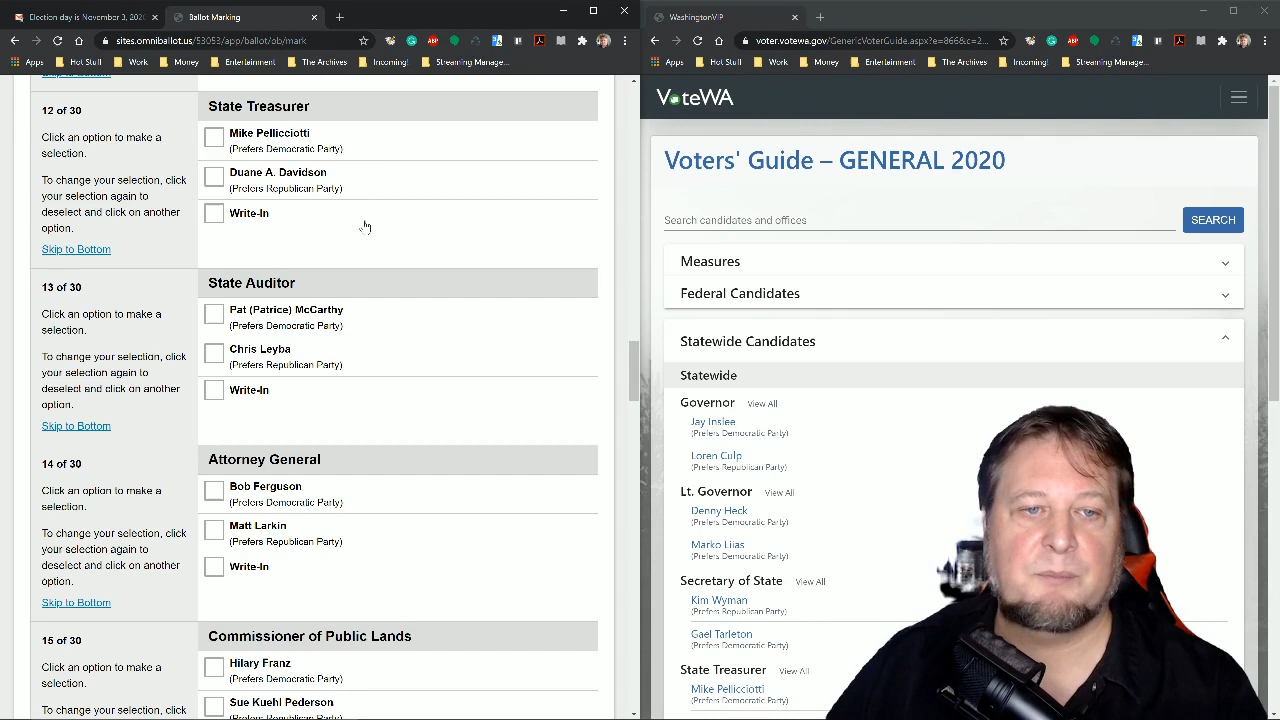 Election day is November 3, 2020
Ballot Marking
sites.omniballot.us/53053/app/ballot/ob/mark
Apps
Hot Stuff
Work
Money
Entertainment
The Archives
Incoming!
Streaming Manage...
Skip to Bottom
12 of 30
Click an option to make a
selection.
To change your selection, click
your selection again to
deselect and click on another
option.
Skip to Bottom
State Treasurer
Mike Pellicciotti
(Prefers Democratic Party)
Duane A. Davidson
(Prefers Republican Party)
Write-In
13 of 30
Click an option to make a
selection.
To change your selection, click
your selection again to
deselect and click on another
option.
Skip to Bottom
State Auditor
Pat (Patrice) McCarthy
(Prefers Democratic Party)
Chris Leyba
(Prefers Republican Party)
Write-In
14 of 30
Click an option to make a
selection.
To change your selection, click
your selection again to
deselect and click on another
option.
Skip to Bottom
Attorney General
Bob Ferguson
(Prefers Democratic Party)
Matt Larkin
(Prefers Republican Party)
Write-In
15 of 30
Click an option to make a
selection.
To change your selection, click
Commissioner of Public Lands
Hilary Franz
(Prefers Democratic Party)
Sue Kuehl Pederson
(Prefers Republican Party)
WashingtonVIP
voter.votewa.gov/GenericVoterGuide.aspx?e=866&c=2...
Apps
Hot Stuff
Work
Money
Entertainment
The Archives
Incoming!
Streaming Manage...
VoteWA
Voters' Guide – GENERAL 2020
Search candidates and offices
SEARCH
Measures
Federal Candidates
Statewide Candidates
Statewide
Governor View All
Jay Inslee
(Prefers Democratic Party)
Loren Culp
(Prefers Republican Party)
Lt. Governor View All
Denny Heck
(Prefers Democratic Party)
Marko Liias
(Prefers Democratic Party)
Secretary of State View All
Kim Wyman
(Prefers Republican Party)
Gael Tarleton
(Prefers Democratic Party)
State Treasurer View All
Mike Pellicciotti
(Prefers Democratic Party)